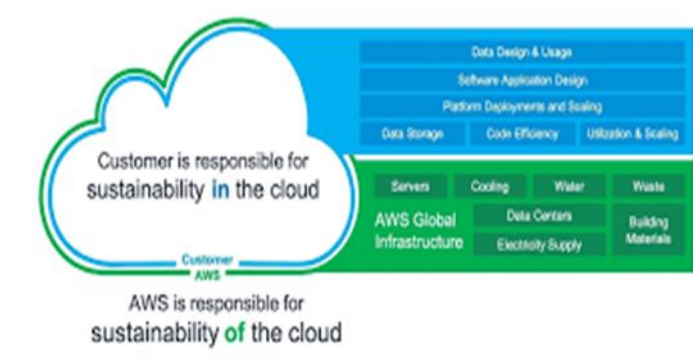 Data Design & Usage
Software Application Design
Platform Deployments and Scaling
Data Storage Code Efficiency Utilization & Scaling
Customer is responsible for
sustainability in the cloud
Servers Cooling Water Waste
AWS Global
Infrastructure
Data Centers
Electricity Supply
Building
Materials
Customer
AWS
AWS is responsible for
sustainability of the cloud